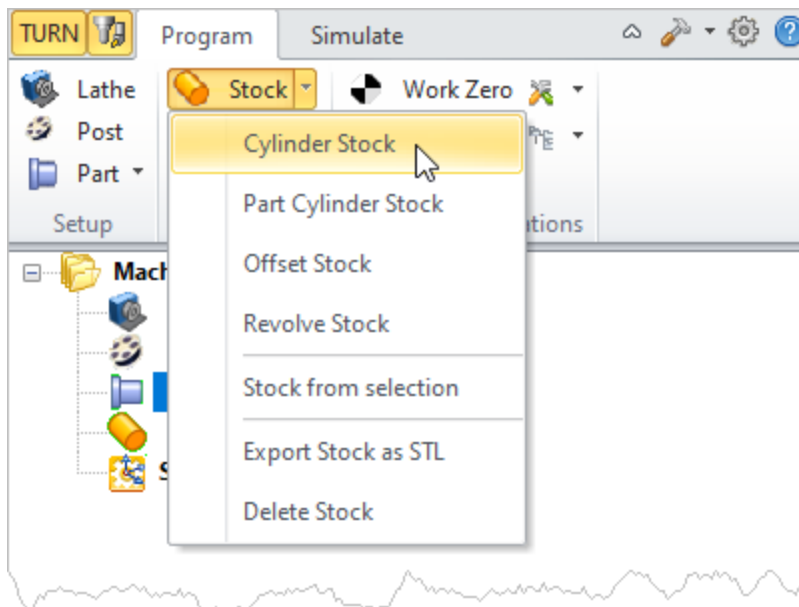 TURN Program Simulate
Lathe Stock Work Zero
Post
Part
Setup
Cylinder Stock
Part Cylinder Stock
Offset Stock
Revolve Stock
Stock from selection
Export Stock as STL
Delete Stock
ations
Mach
S